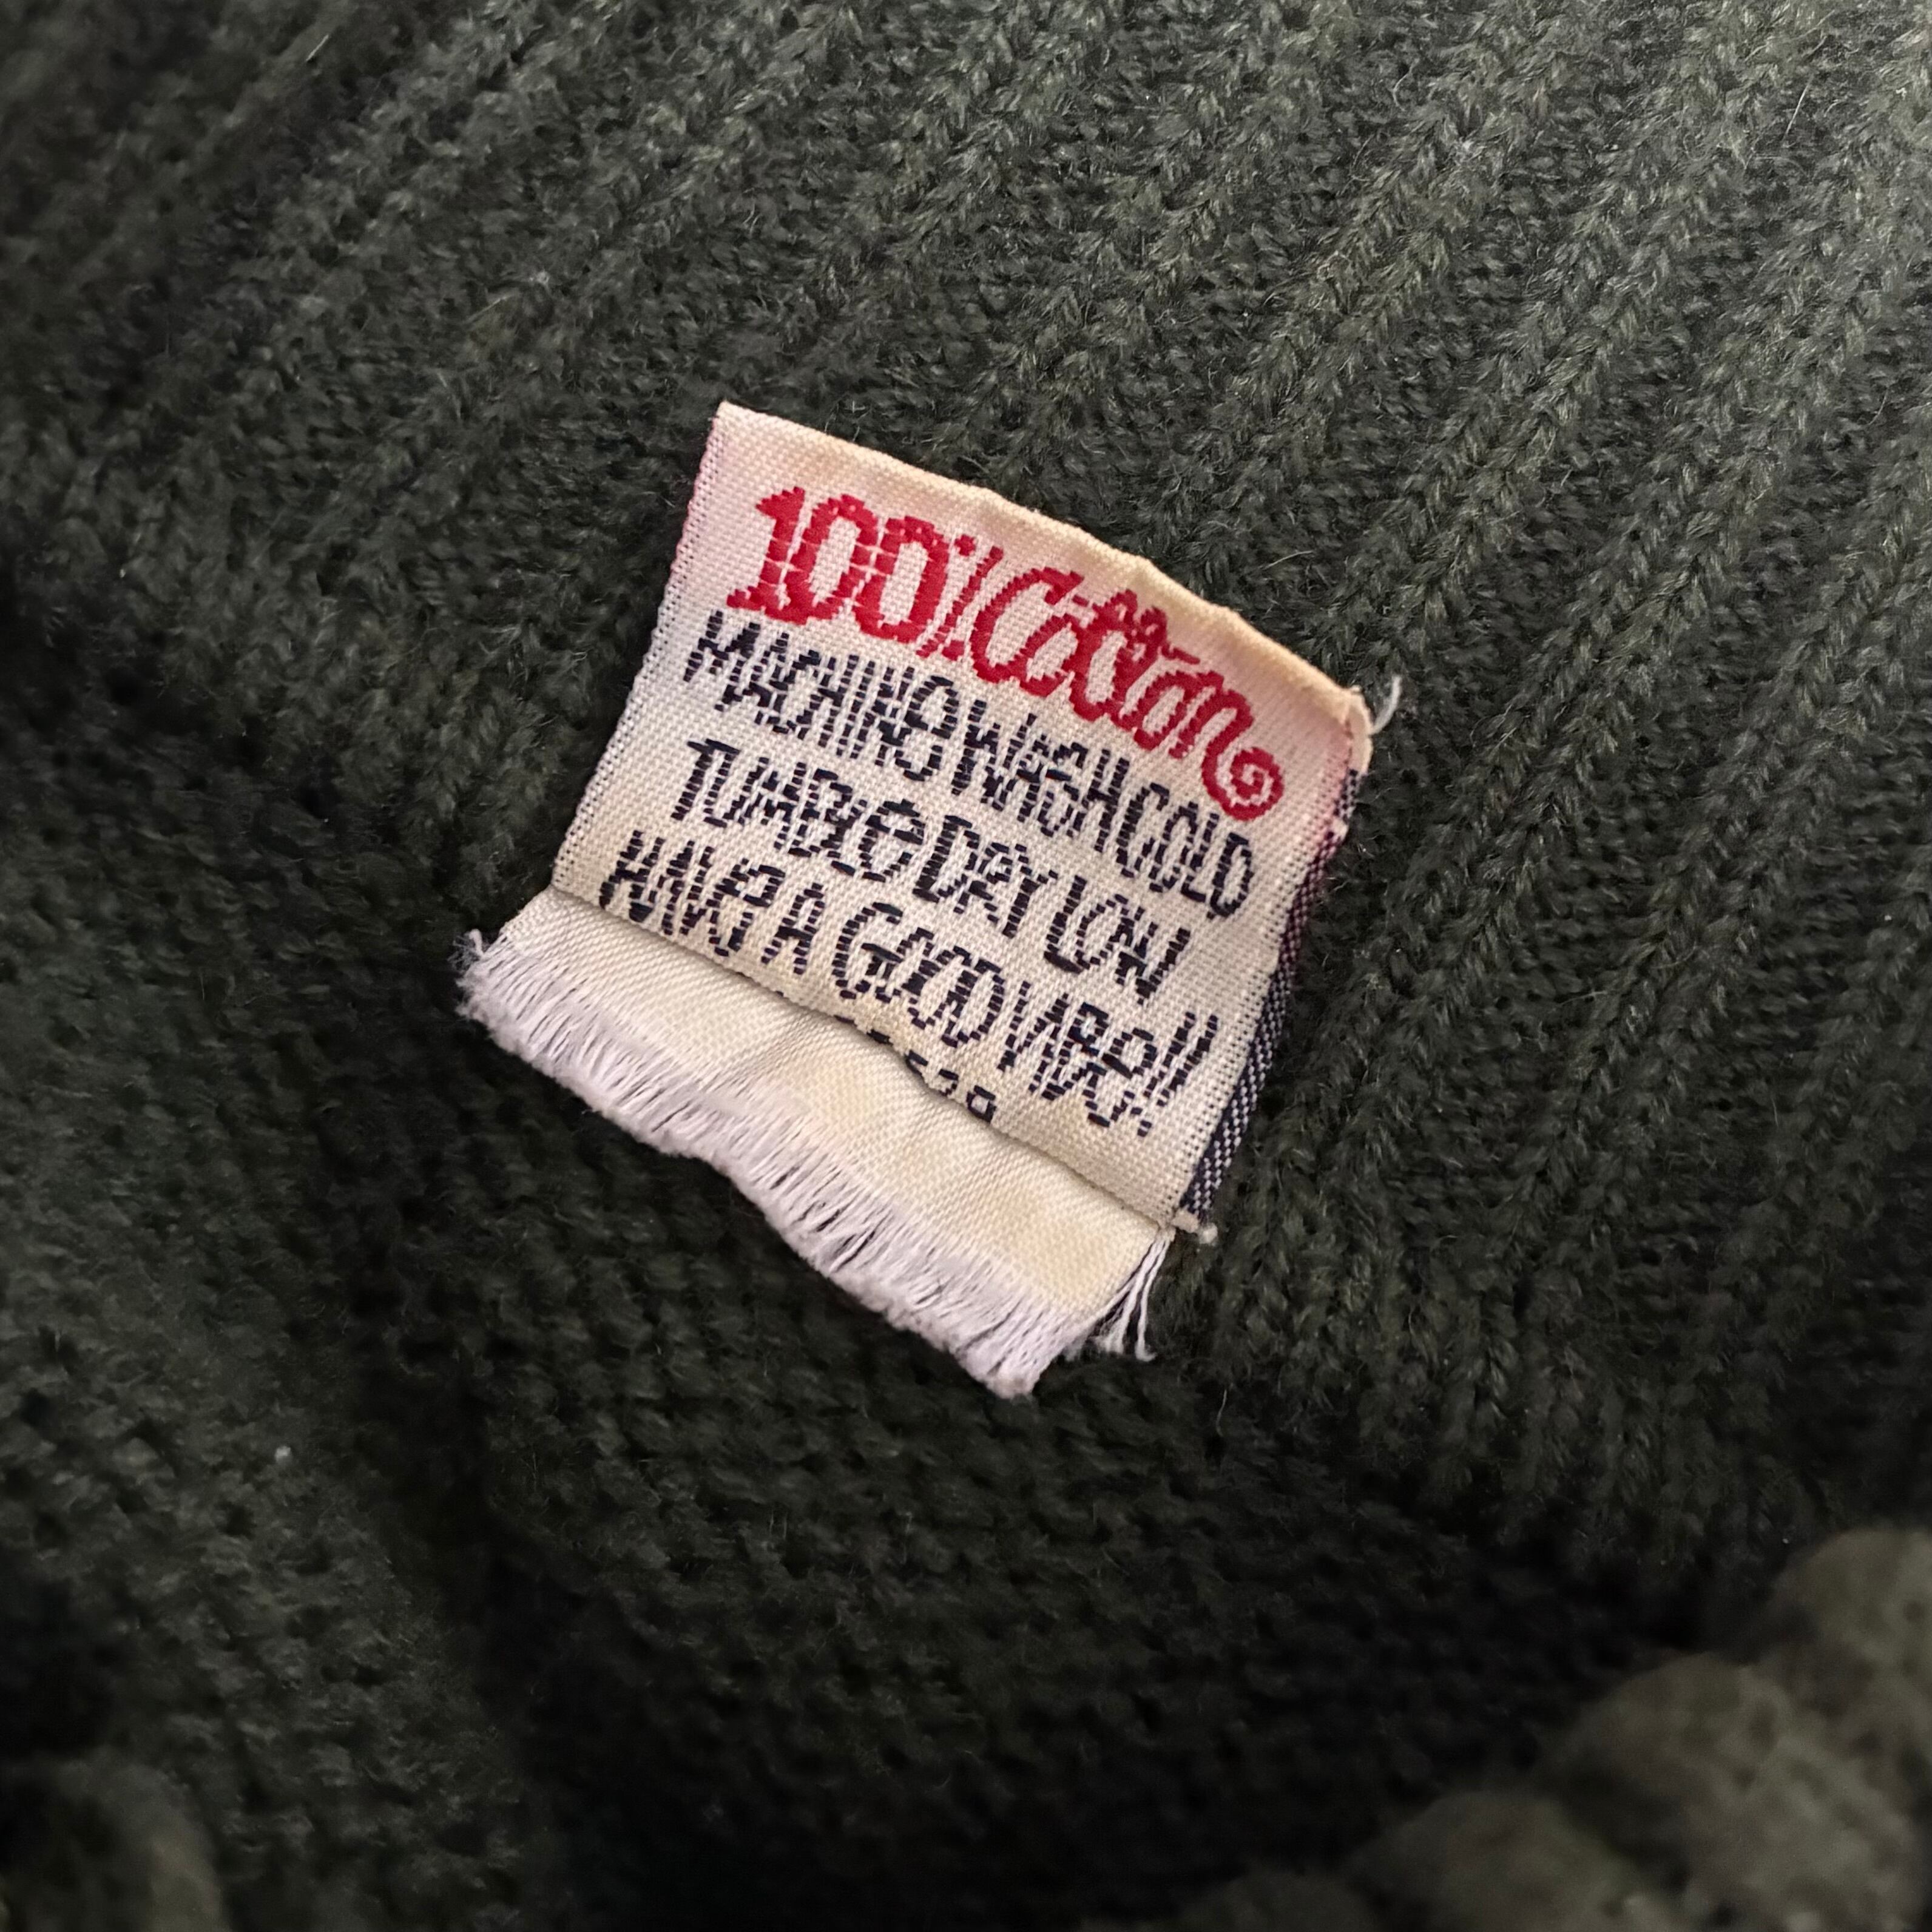 100% Cotton
MACHINE WASH COLD
TUMBLE DRY LOW
HAVE A GOOD VIBE!!